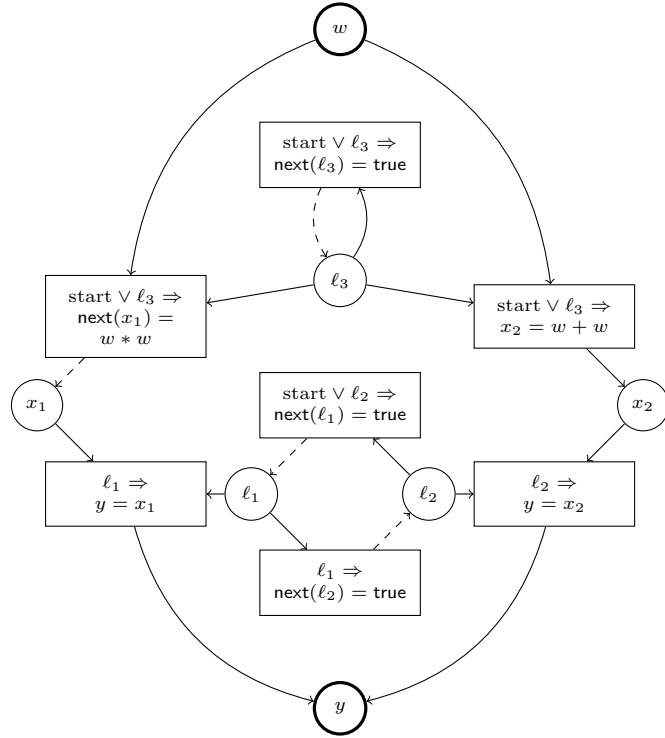 w
start ∨ ℓ₃ ⇒
next(ℓ₃) = true
ℓ₃
start ∨ ℓ₃ ⇒
next(x₁) =
w ∗ w
start ∨ ℓ₃ ⇒
x₂ = w + w
x₁
start ∨ ℓ₂ ⇒
next(ℓ₁) = true
x₂
ℓ₁ ⇒
y = x₁
ℓ₁
ℓ₂
ℓ₂ ⇒
y = x₂
ℓ₁ ⇒
next(ℓ₂) = true
y